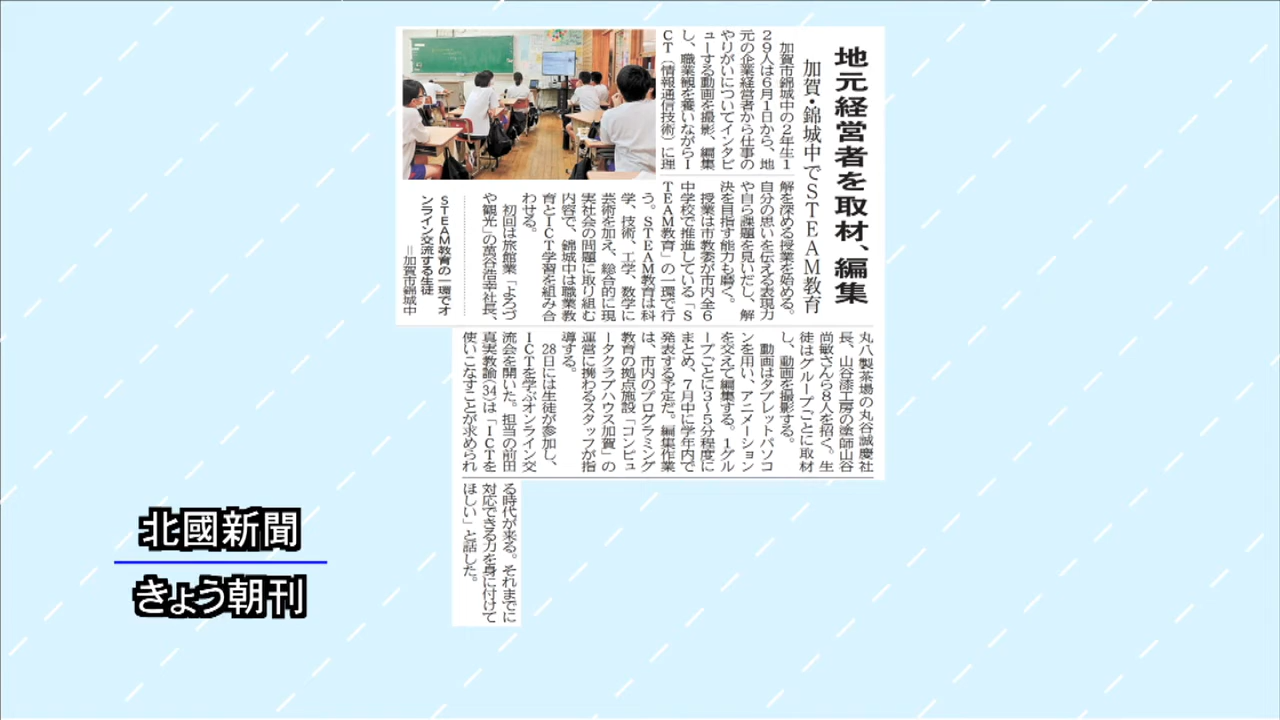 地元経営者を取材、編集
加賀・錦城中でSTEAM教育
加賀市錦城中の2年生1
29人は6月1日から、地
元の企業経営者から仕事の
やりがいについてインタビ
ューする動画を撮影、編集
し、職業観を養いながらI
CT(情報通信技術)に理
解を深める授業を始める。
自分の思いを伝える表現力
や自ら課題を見いだし、解
決を目指す能力も磨く。
授業は市教委が市内全6
中学校で推進している「S
TEAM教育」の一環で行
う。STEAM教育は科
学、技術、工学、数学に
芸術を加え、総合的に現
実社会の問題に取り組む
内容で、錦城中は職業教
育とICT学習を組み合
わせる。
初回は旅館業「よろづ
や観光」の萬谷浩幸社長、
丸八製茶場の丸谷誠慶社
長、山谷漆工房の塗師山谷
尚敏さんら8人を招く。生
徒はグループごとに取材
し、動画を撮影する。
動画はタブレットパソコ
ンを用い、アニメーション
を交えて編集する。1グル
ープごとに3~5分程度に
まとめ、7月中に学年内で
発表する予定だ。編集作業
は、市内のプログラミング
教育の拠点施設「コンピュ
ータクラブハウス加賀」の
運営に携わるスタッフが指
導する。
28日には生徒が参加し、
ICTを学ぶオンライン交
流会を開いた。担当の前田
真実教諭(34)は「ICTを
使いこなすことが求められ
る時代が来る。それまでに
対応できる力を身に付けて
ほしい」と話した。
STEAM教育の一環でオ
ンライン交流する生徒
=加賀市錦城中
北國新聞
きょう朝刊